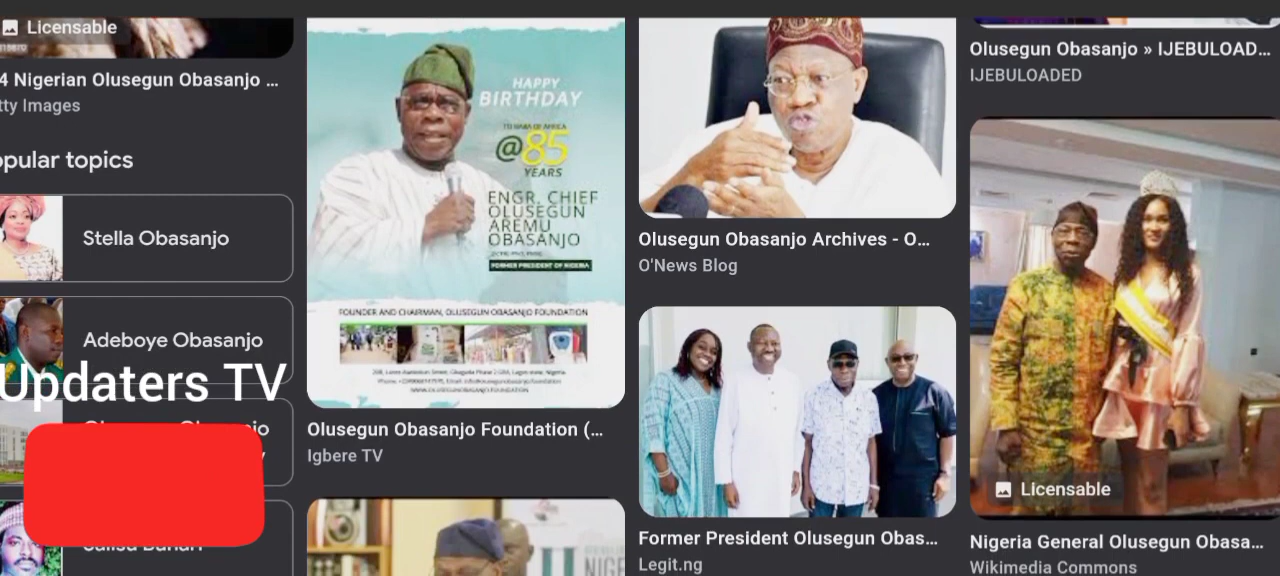 Licensable
4 Nigerian Olusegun Obasanjo ...
tty Images
opular topics
Stella Obasanjo
Adeboye Obasanjo
Updaters TV
HAPPY
BIRTHDAY
@85
YEARS
ENGR. CHIEF
OLUSEGUN
AREMU
OBASANJO
FORMER PRESIDENT OF NIGERIA
FOUNDER AND CHAIRMAN, OLUSEGUN OBASANJO FOUNDATION
Olusegun Obasanjo Foundation (...
Igbere TV
Olusegun Obasanjo Archives - O...
O'News Blog
Former President Olusegun Obas...
Legit.ng
Olusegun Obasanjo » IJEBULOAD...
IJEBULOADED
Licensable
Nigeria General Olusegun Obasa...
Wikimedia Commons